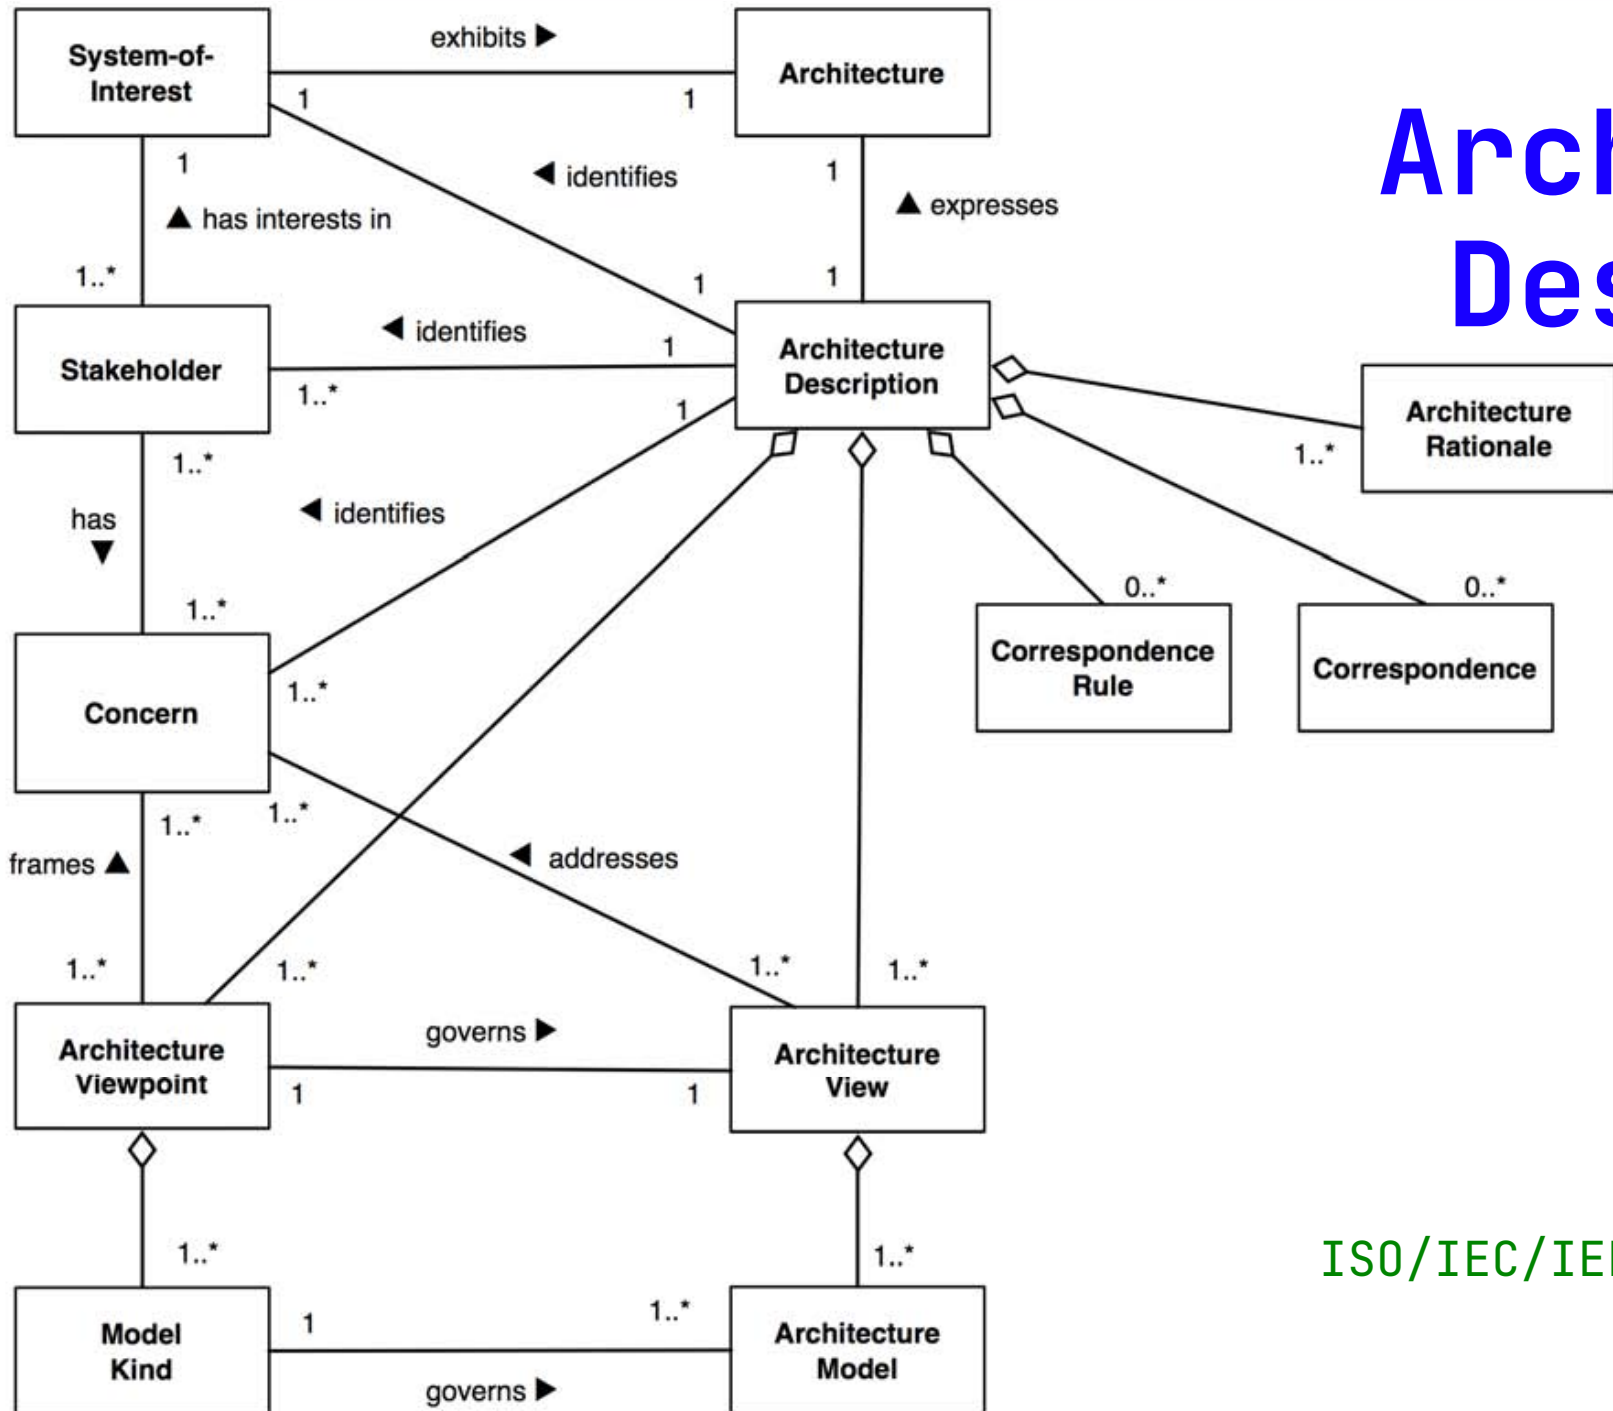 System-of-
Interest
exhibits ▶
Architecture
1
1
1
◀ identifies
1
▲ has interests in
▲ expresses
1..*
1
1
Stakeholder
◀ identifies
1
1..*
Architecture
Description
1
Architecture
Rationale
1..*
1..*
has
▼
◀ identifies
1..*
1..*
Concern
0..*
Correspondence
Rule
0..*
Correspondence
1..*
1..*
frames ▲
◀ addresses
1..*
1..*
1..*
1..*
Architecture
Viewpoint
governs ▶
1
1
Architecture
View
1..*
1..*
Model
Kind
1
1..*
governs ▶
Architecture
Model
ISO/IEC/